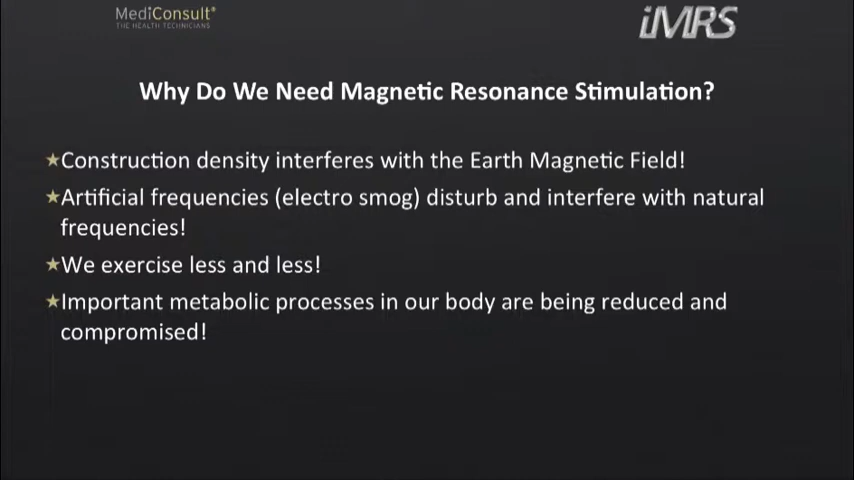 MediConsult®
THE HEALTH TECHNICIANS
iMRS
Why Do We Need Magnetic Resonance Stimulation?
★Construction density interferes with the Earth Magnetic Field!
★Artificial frequencies (electro smog) disturb and interfere with natural
frequencies!
★We exercise less and less!
★Important metabolic processes in our body are being reduced and
compromised!